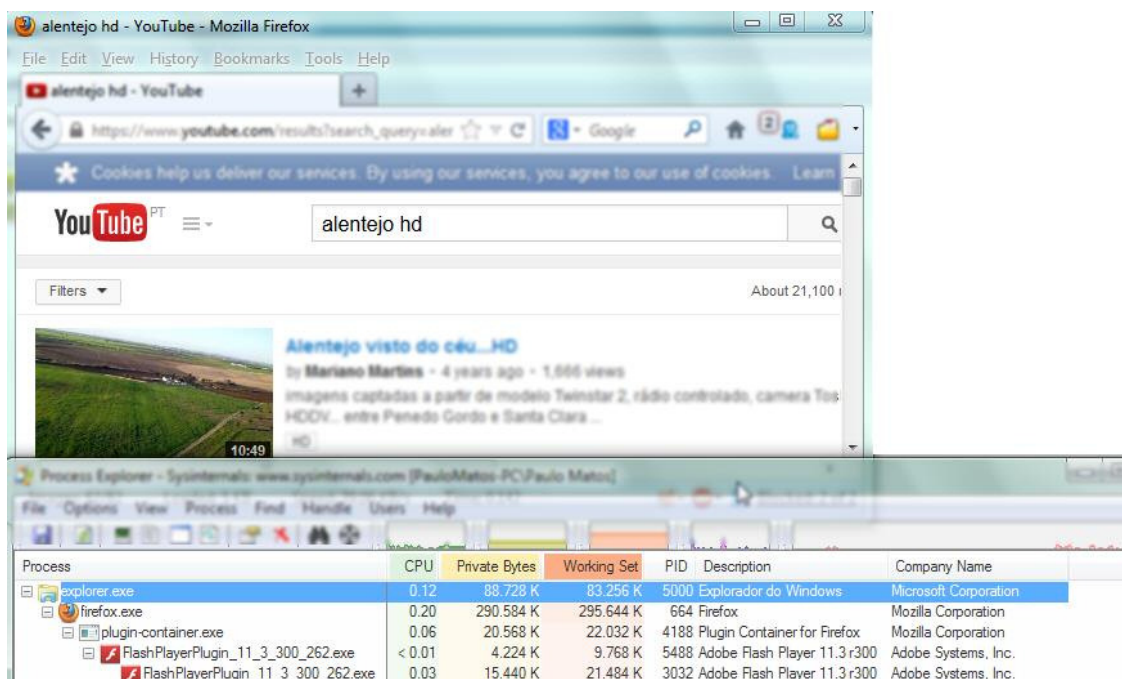 alentejo hd - YouTube - Mozilla Firefox
File Edit View History Bookmarks Tools Help
alentejo hd - YouTube
https://www.youtube.com/results?search_query=aler Google 2
Cookies help us deliver our services. By using our services, you agree to our use of cookies. Learn
YouTube PT alentejo hd
Filters About 21,100
Alentejo visto do céu...HD
by Mariano Martins • 4 years ago • 1,666 views
imagens captadas a partir de modelo Twinstar 2, rádio controlado, camera Tos
HDDV... entre Penedo Gordo e Santa Clara ...
10:49 HD
Process Explorer - Sysinternals: www.sysinternals.com [PauloMatos-PC\Paulo Matos]
File Options View Process Find Handle Users Help
Process CPU Private Bytes Working Set PID Description Company Name
explorer.exe 0.12 88.728 K 83.256 K 5000 Explorador do Windows Microsoft Corporation
firefox.exe 0.20 290.584 K 295.644 K 664 Firefox Mozilla Corporation
plugin-container.exe 0.06 20.568 K 22.032 K 4188 Plugin Container for Firefox Mozilla Corporation
FlashPlayerPlugin_11_3_300_262.exe < 0.01 4.224 K 9.768 K 5488 Adobe Flash Player 11.3 r300 Adobe Systems, Inc.
FlashPlayerPlugin_11_3_300_262.exe 0.03 15.440 K 21.484 K 3032 Adobe Flash Player 11.3 r300 Adobe Systems, Inc.